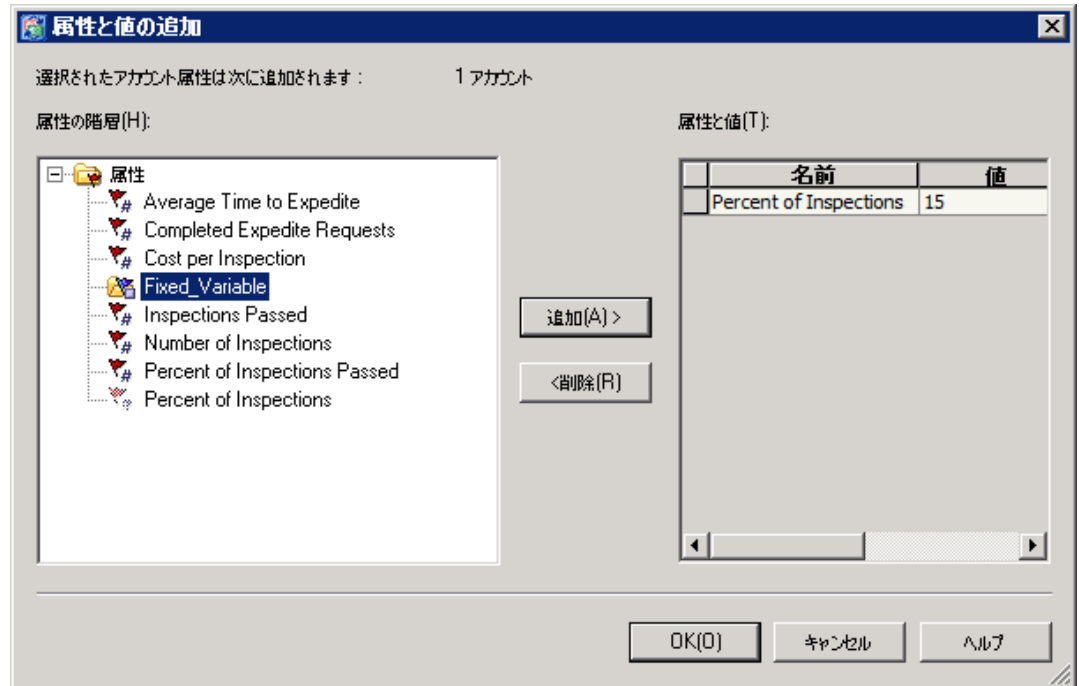 属性と値の追加
選択されたアカウント属性は次に追加されます： 1 アカウント
属性の階層(H):
属性と値(T):
属性
Average Time to Expedite
Completed Expedite Requests
Cost per Inspection
Fixed_Variable
Inspections Passed
Number of Inspections
Percent of Inspections Passed
Percent of Inspections
追加(A) >
<削除(R)
名前 値
Percent of Inspections 15
OK(O) キャンセル ヘルプ